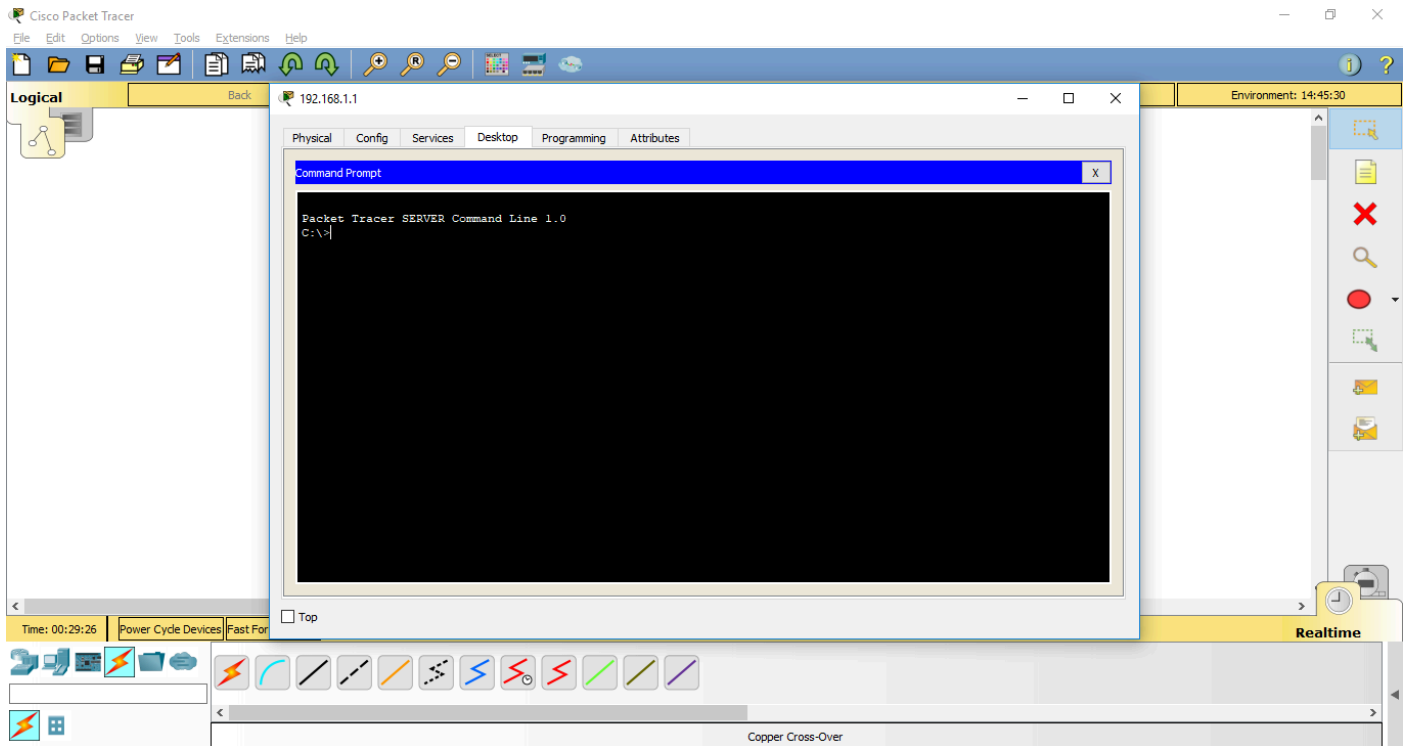 Cisco Packet Tracer
File Edit Options View Tools Extensions Help
Logical
Back
Environment: 14:45:30
192.168.1.1
Physical Config Services Desktop Programming Attributes
Command Prompt
X
Packet Tracer SERVER Command Line 1.0
C:\>
Top
Time: 00:29:26
Power Cycle Devices
Fast For
Realtime
Copper Cross-Over